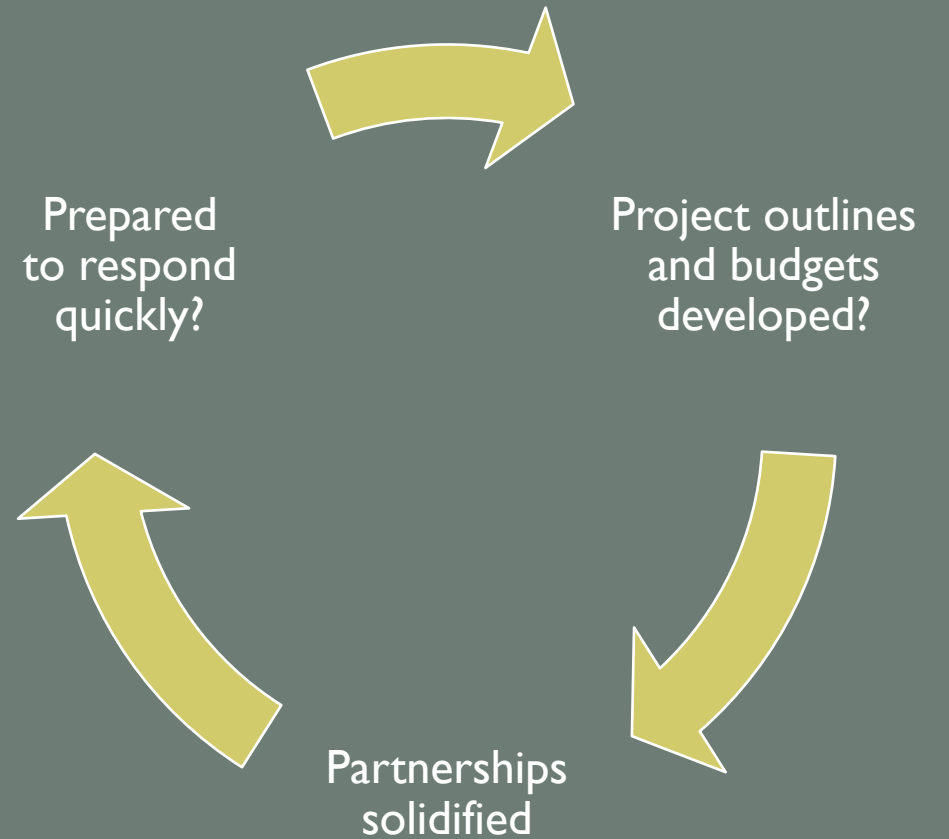 Prepared
to respond
quickly?
Project outlines
and budgets
developed?
Partnerships
solidified